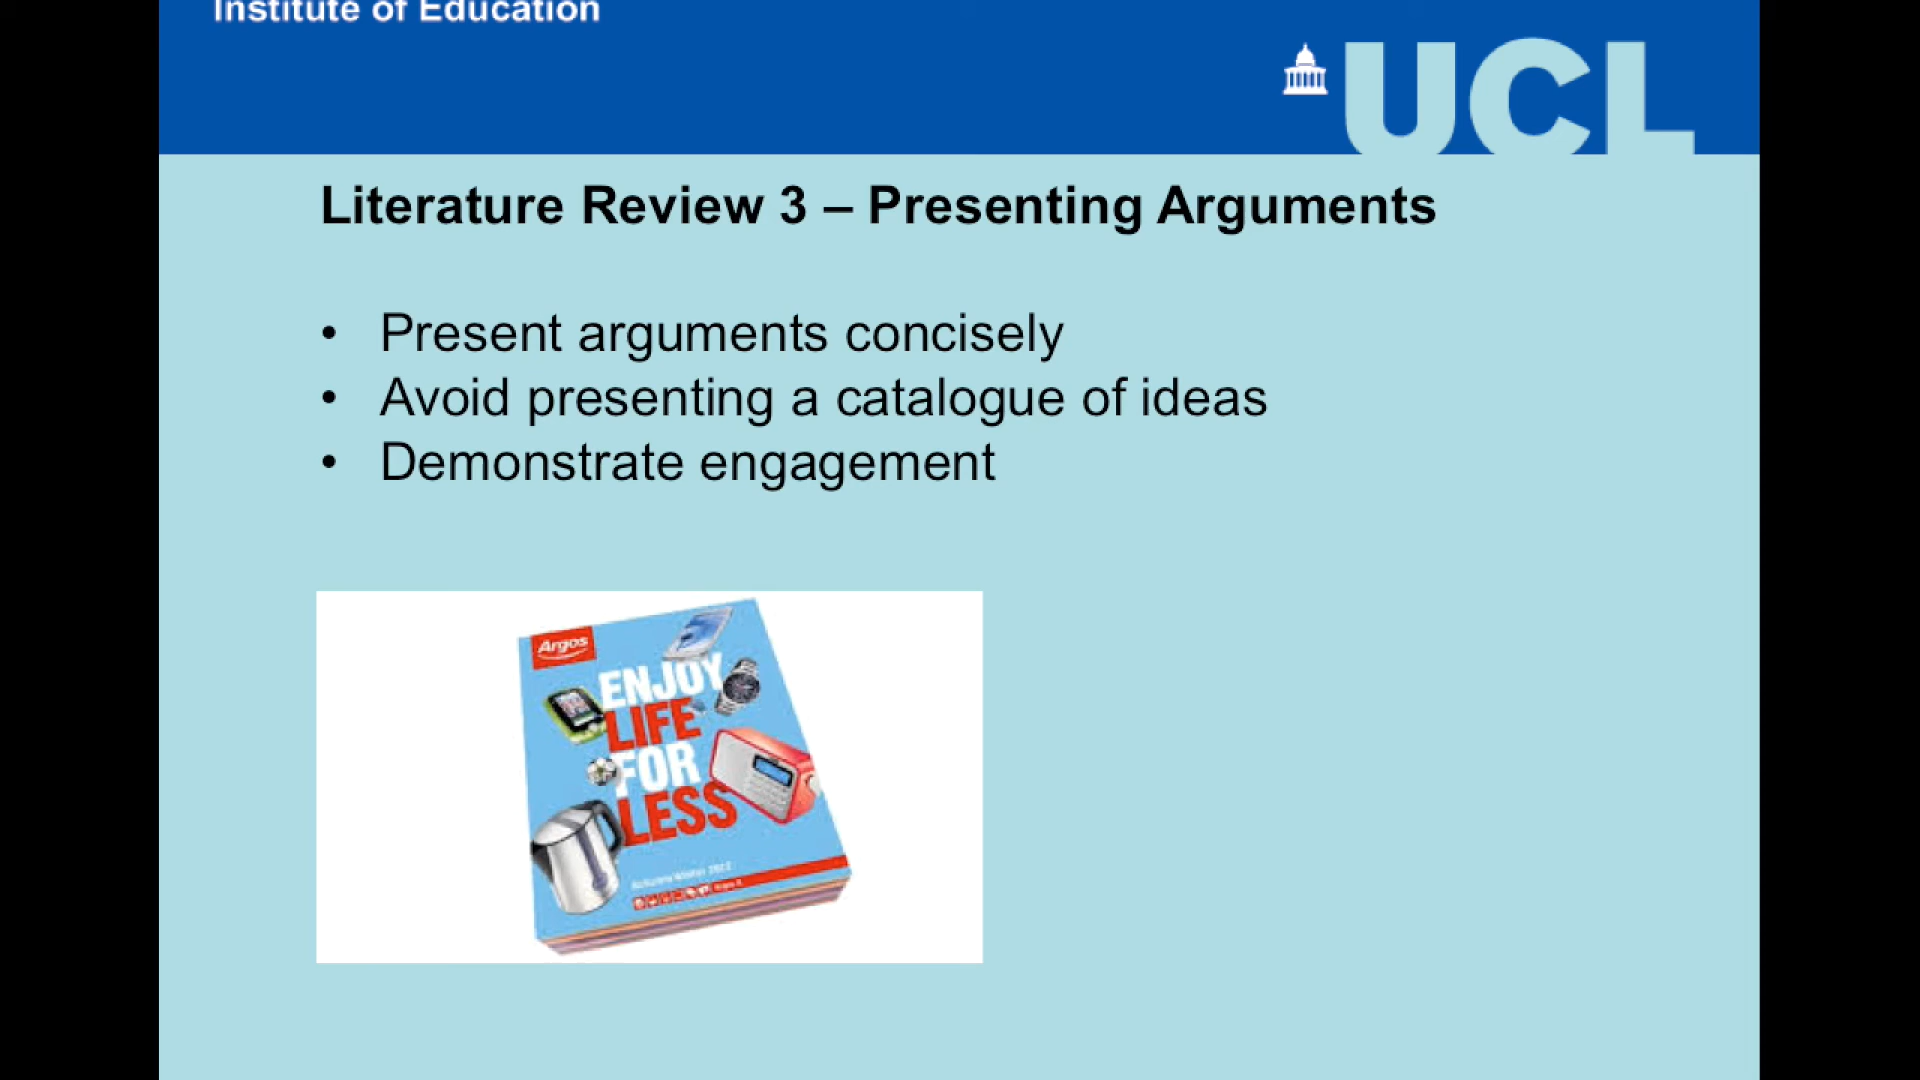 Institute of Education
UCL
Literature Review 3 – Presenting Arguments
• Present arguments concisely
• Avoid presenting a catalogue of ideas
• Demonstrate engagement
Argos
ENJOY
LIFE
FOR
LESS